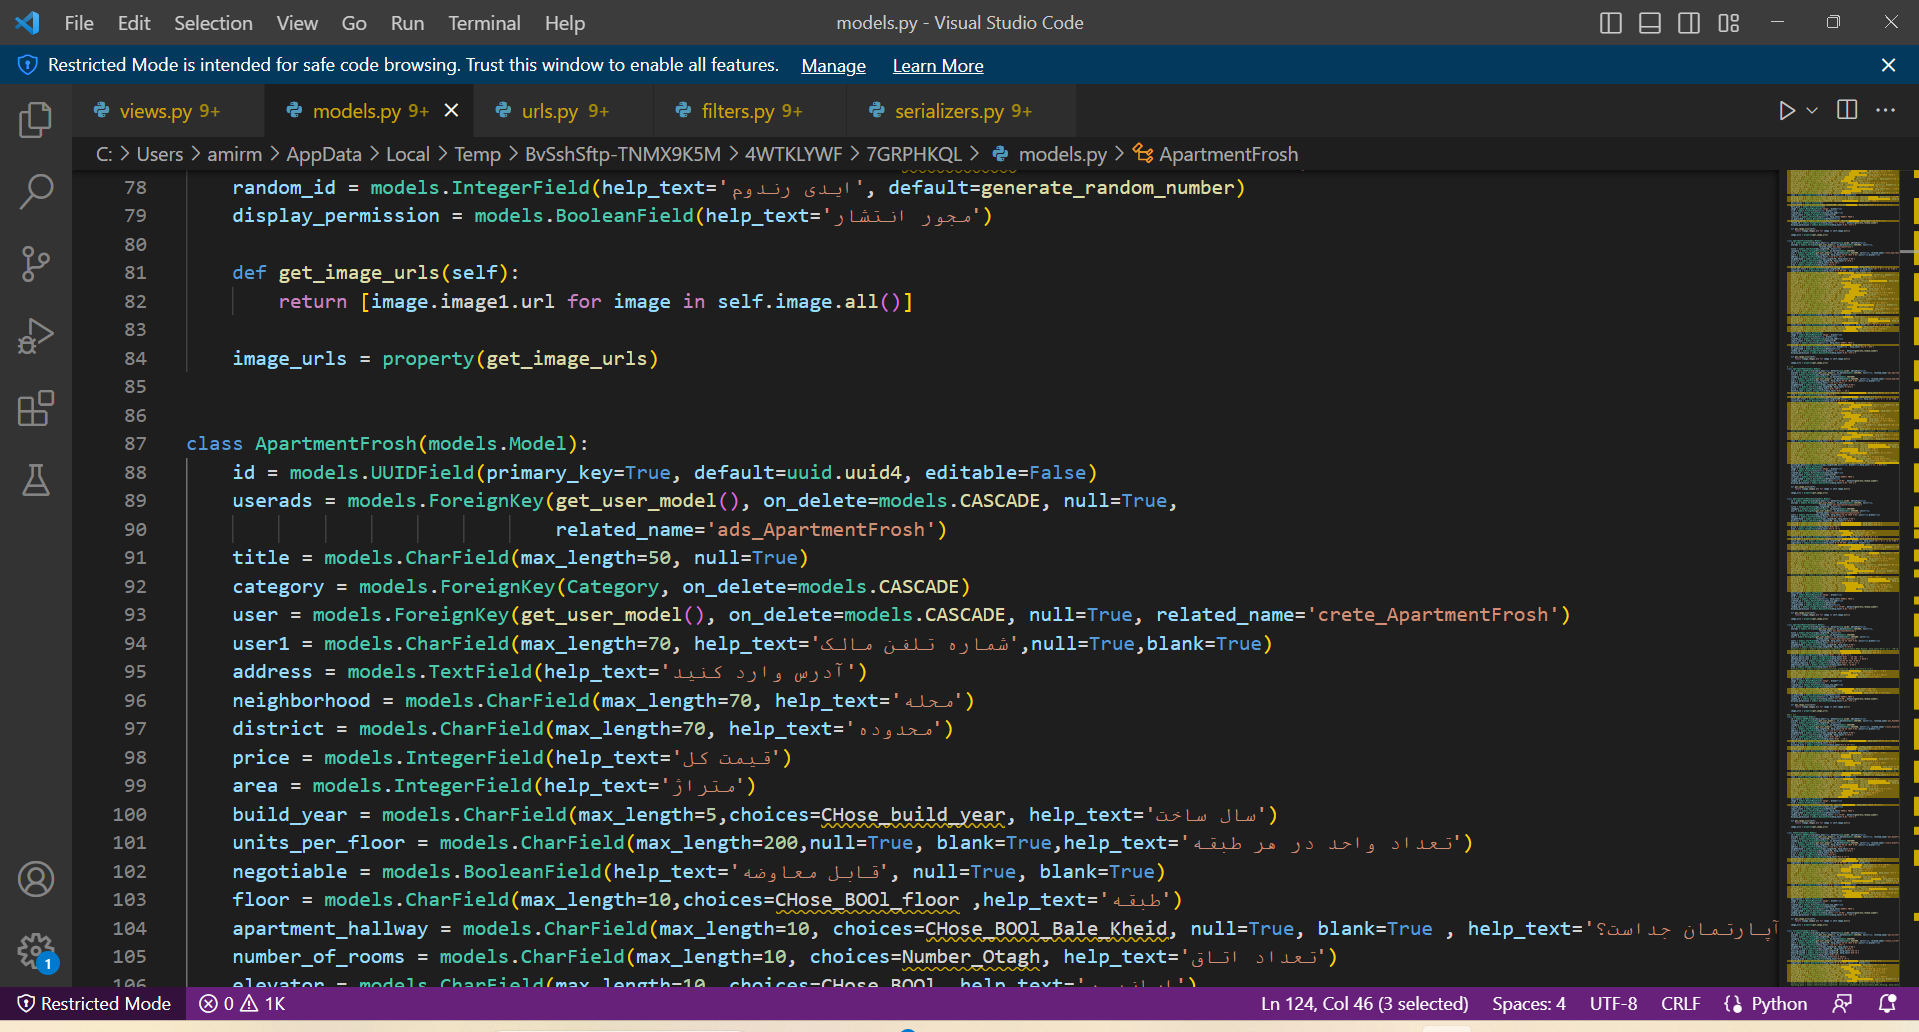 File Edit Selection View Go Run Terminal Help models.py - Visual Studio Code
Restricted Mode is intended for safe code browsing. Trust this window to enable all features. Manage Learn More
views.py 9+ models.py 9+ urls.py 9+ filters.py 9+ serializers.py 9+
C: > Users > amirm > AppData > Local > Temp > BvSshSftp-TNMX9K5M > 4WTKLYWF > 7GRPHKQL > models.py > ApartmentFrosh
78 random_id = models.IntegerField(help_text='ایدی رندوم', default=generate_random_number)
79 display_permission = models.BooleanField(help_text='مجور انتشار')
80
81 def get_image_urls(self):
82 return [image.image1.url for image in self.image.all()]
83
84 image_urls = property(get_image_urls)
85
86
87 class ApartmentFrosh(models.Model):
88 id = models.UUIDField(primary_key=True, default=uuid.uuid4, editable=False)
89 userads = models.ForeignKey(get_user_model(), on_delete=models.CASCADE, null=True,
90 related_name='ads_ApartmentFrosh')
91 title = models.CharField(max_length=50, null=True)
92 category = models.ForeignKey(Category, on_delete=models.CASCADE)
93 user = models.ForeignKey(get_user_model(), on_delete=models.CASCADE, null=True, related_name='crete_ApartmentFrosh')
94 user1 = models.CharField(max_length=70, help_text='شماره تلفن مالک',null=True,blank=True)
95 address = models.TextField(help_text='آدرس وارد کنید')
96 neighborhood = models.CharField(max_length=70, help_text='محله')
97 district = models.CharField(max_length=70, help_text='محدوده')
98 price = models.IntegerField(help_text='قیمت کل')
99 area = models.IntegerField(help_text='متراژ')
100 build_year = models.CharField(max_length=5,choices=CHose_build_year, help_text='سال ساخت')
101 units_per_floor = models.CharField(max_length=200,null=True, blank=True,help_text='تعداد واحد در هر طبقه')
102 negotiable = models.BooleanField(help_text='قابل معاوضه', null=True, blank=True)
103 floor = models.CharField(max_length=10,choices=CHose_BOOl_floor ,help_text='طبقه')
104 apartment_hallway = models.CharField(max_length=10, choices=CHose_BOOl_Bale_Kheid, null=True, blank=True , help_text='آپارتمان جداست؟
105 number_of_rooms = models.CharField(max_length=10, choices=Number_Otagh, help_text='تعداد اتاق')
106 elevator = models.CharField(max_length=10, choices=CHose_BOOl, help_text='
1
Restricted Mode 0 1K Ln 124, Col 46 (3 selected) Spaces: 4 UTF-8 CRLF Python